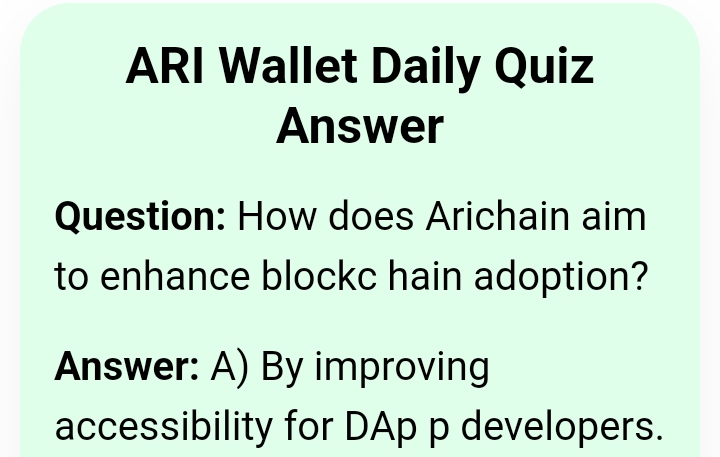 ARI Wallet Daily Quiz
Answer
Question: How does Arichain aim
to enhance blockc hain adoption?
Answer: A) By improving
accessibility for DAp p developers.